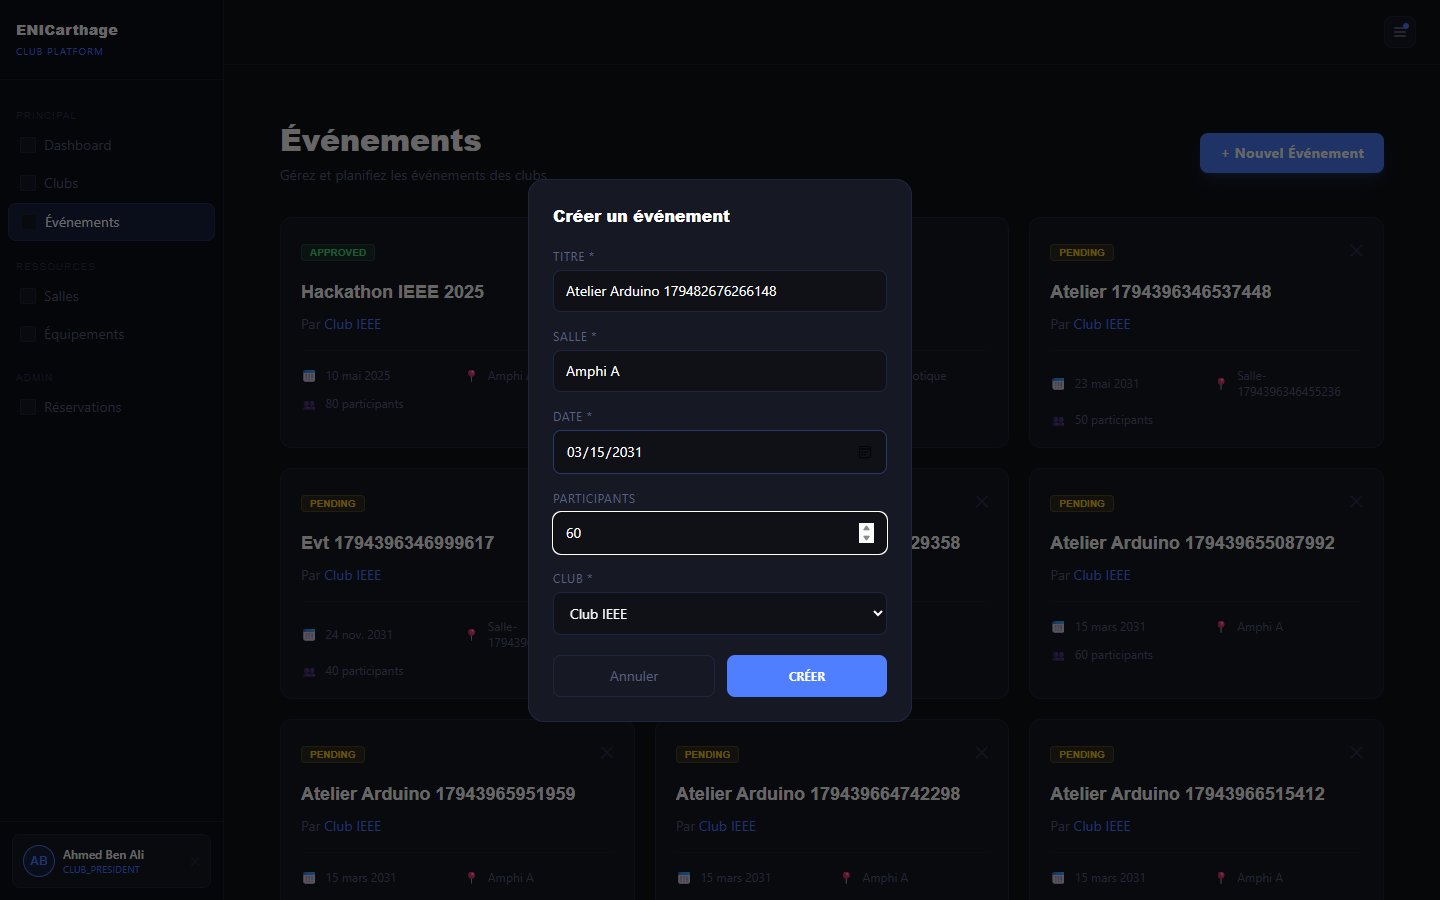 ENICarthage
CLUB PLATFORM
PRINCIPAL
Dashboard
Clubs
Événements
RESSOURCES
Salles
Équipements
ADMIN
Réservations
AB
Ahmed Ben Ali
CLUB_PRESIDENT
Événements
Gérez et planifiez les événements des clubs
+ Nouvel Événement
APPROVED
Hackathon IEEE 2025
Par Club IEEE
10 mai 2025
Amphi
80 participants
otique
PENDING
Atelier 1794396346537448
Par Club IEEE
23 mai 2031
Salle-
1794396346455236
50 participants
PENDING
Evt 1794396346999617
Par Club IEEE
24 nov. 2031
Salle-
179439
40 participants
29358
PENDING
Atelier Arduino 179439655087992
Par Club IEEE
15 mars 2031
Amphi A
60 participants
PENDING
Atelier Arduino 17943965951959
Par Club IEEE
15 mars 2031
Amphi A
PENDING
Atelier Arduino 179439664742298
Par Club IEEE
15 mars 2031
Amphi A
PENDING
Atelier Arduino 17943966515412
Par Club IEEE
15 mars 2031
Amphi A
Créer un événement
TITRE *
Atelier Arduino 179482676266148
SALLE *
Amphi A
DATE *
03/15/2031
PARTICIPANTS
60
CLUB *
Club IEEE
Annuler
CRÉER